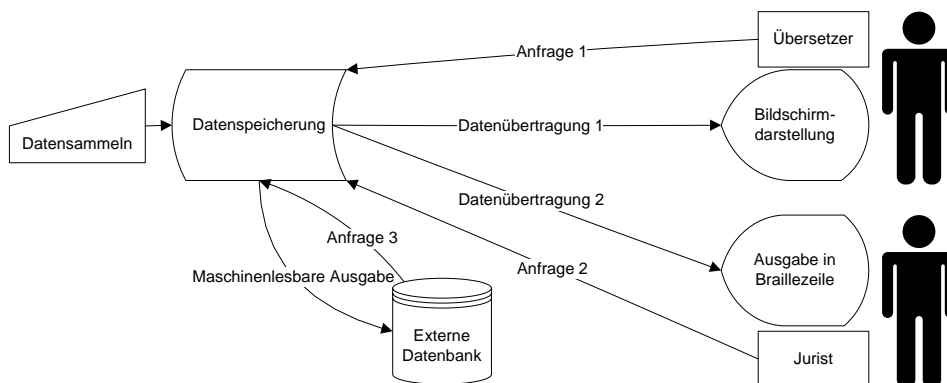 Übersetzer
Anfrage 1
Bildschirm-
darstellung
Datensammeln
Datenspeicherung
Datenübertragung 1
Datenübertragung 2
Anfrage 3
Maschinenlesbare Ausgabe
Anfrage 2
Ausgabe in
Braillezeile
Externe
Datenbank
Jurist